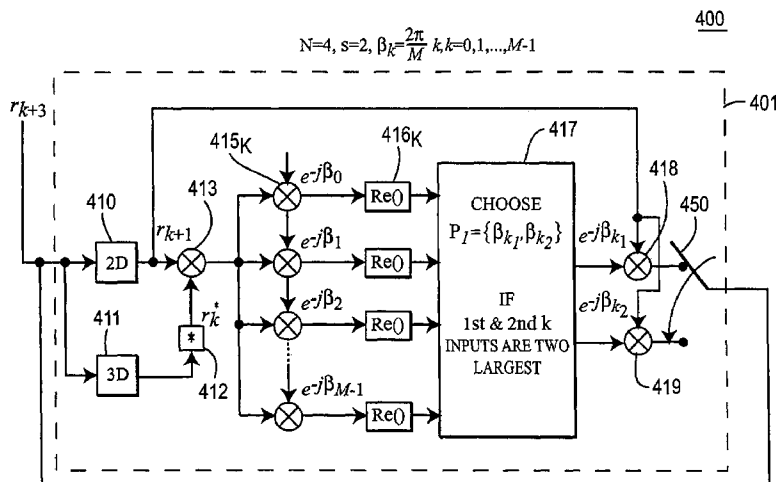 400
N=4, s=2, βk=2π/M k, k=0,1,...,M-1
401
rk+3
415K
416K
417
413
410
rk+1
2D
411
3D
r*k
*
412
e-jβ0
e-jβ1
e-jβ2
e-jβM-1
Re()
Re()
Re()
Re()
CHOOSE
P1={βk1,βk2}
IF
1st & 2nd k
INPUTS ARE TWO
LARGEST
e-jβk1
e-jβk2
418
419
450